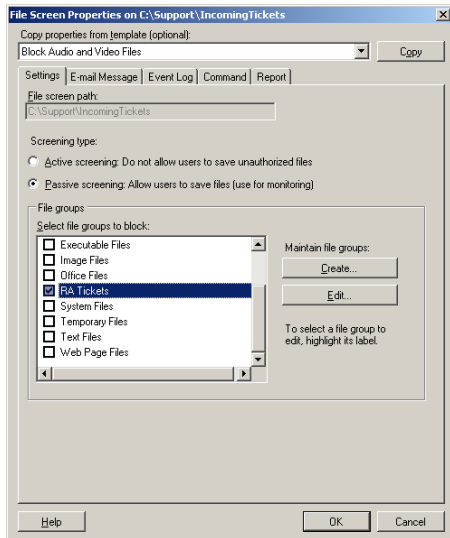 File Screen Properties on C:\Support\IncomingTickets
Copy properties from template (optional):
Block Audio and Video Files
Copy
Settings
E-mail Message
Event Log
Command
Report
File screen path:
C:\Support\IncomingTickets
Screening type:
Active screening: Do not allow users to save unauthorized files
Passive screening: Allow users to save files (use for monitoring)
File groups
Select file groups to block:
Executable Files
Image Files
Office Files
RA Tickets
System Files
Temporary Files
Text Files
Web Page Files
Maintain file groups:
Create...
Edit...
To select a file group to
edit, highlight its label.
Help
OK
Cancel